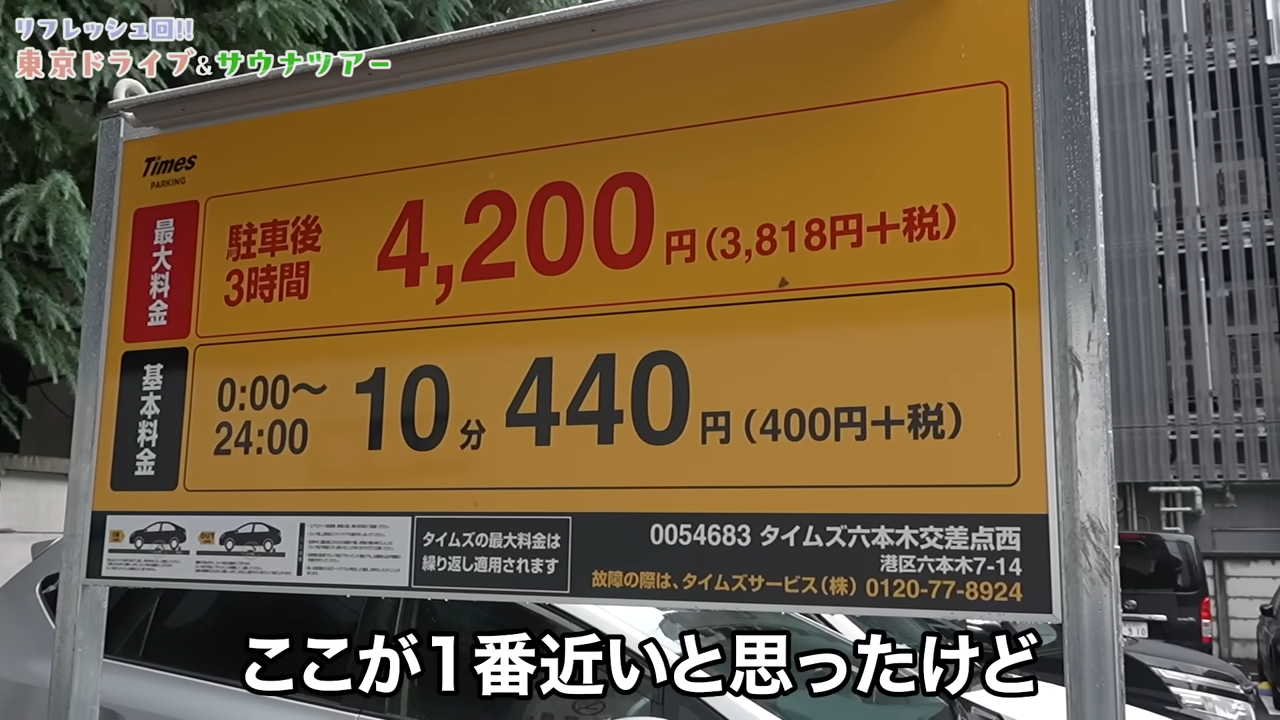 リフレッシュ回!!
東京ドライブ&サウナツアー
Times
PARKING
最大料金
駐車後
3時間
4,200円(3,818円+税)
基本料金
0:00〜
24:00
10分 440円(400円+税)
タイムズの最大料金は
繰り返し適用されます
0054683 タイムズ六本木交差点西
港区六本木7-14
故障の際は、タイムズサービス(株) 0120-77-8924
ここが1番近いと思ったけど